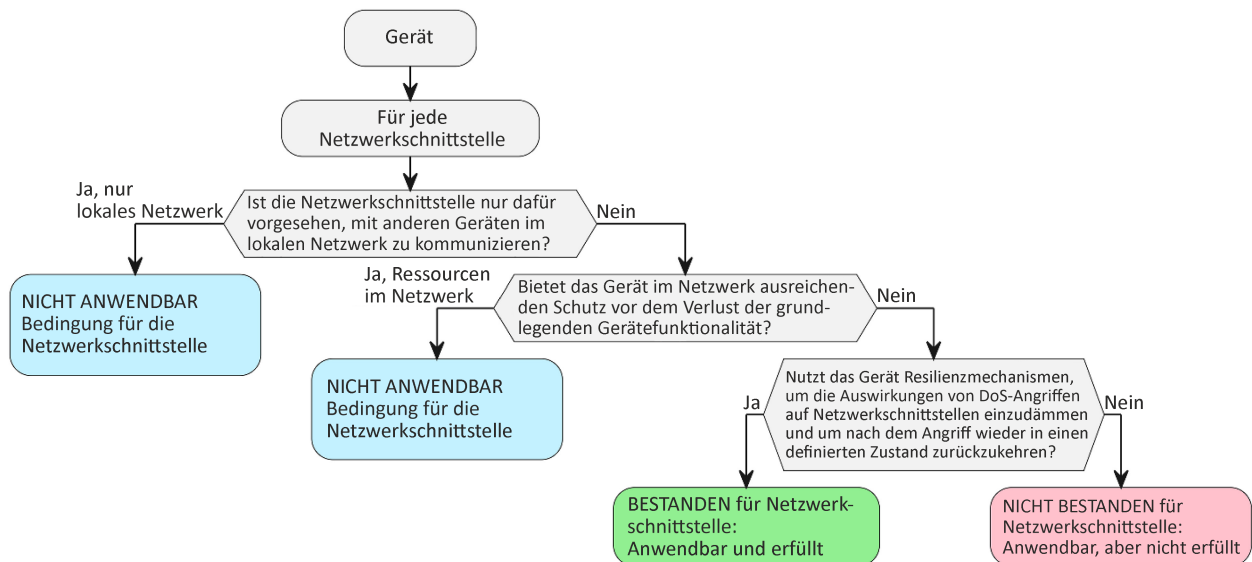 Gerät
Für jede
Netzwerkschnittstelle
Ja, nur
lokales Netzwerk
Ist die Netzwerkschnittstelle nur dafür
vorgesehen, mit anderen Geräten im
lokalen Netzwerk zu kommunizieren?
Nein
NICHT ANWENDBAR
Bedingung für die
Netzwerkschnittstelle
Ja, Ressourcen
im Netzwerk
Bietet das Gerät im Netzwerk ausreichen-
den Schutz vor dem Verlust der grund-
legenden Gerätefunktionalität?
Nein
NICHT ANWENDBAR
Bedingung für die
Netzwerkschnittstelle
Ja
Nutzt das Gerät Resilienzmechanismen,
um die Auswirkungen von DoS-Angriffen
auf Netzwerkschnittstellen einzudämmen
und um nach dem Angriff wieder in einen
definierten Zustand zurückzukehren?
Nein
BESTANDEN für Netzwerk-
schnittstelle:
Anwendbar und erfüllt
NICHT BESTANDEN für
Netzwerkschnittstelle:
Anwendbar, aber nicht erfüllt